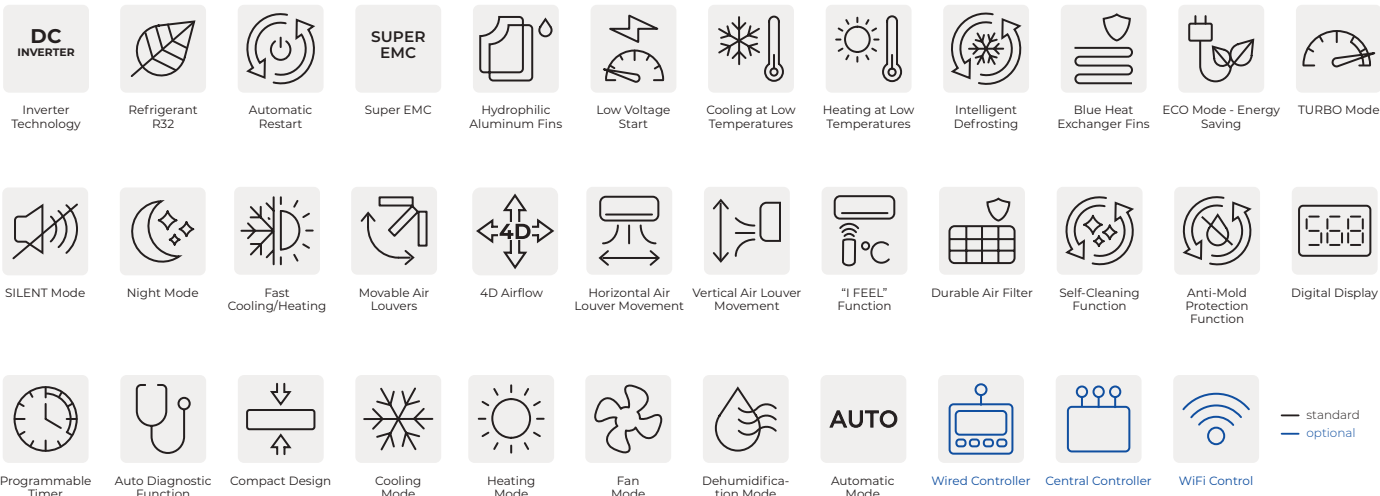 DC
INVERTER
SUPER
EMC
Inverter
Technology
Refrigerant
R32
Automatic
Restart
Super EMC
Hydrophilic
Aluminum Fins
Low Voltage
Start
Cooling at Low
Temperatures
Heating at Low
Temperatures
Intelligent
Defrosting
Blue Heat
Exchanger Fins
ECO Mode - Energy
Saving
TURBO Mode
4D
°C
568
SILENT Mode
Night Mode
Fast
Cooling/Heating
Movable Air
Louvers
4D Airflow
Horizontal Air
Louver Movement
Vertical Air Louver
Movement
“I FEEL”
Function
Durable Air Filter
Self-Cleaning
Function
Anti-Mold
Protection
Function
Digital Display
AUTO
standard
optional
Programmable
Timer
Auto Diagnostic
Function
Compact Design
Cooling
Mode
Heating
Mode
Fan
Mode
Dehumidifica-
tion Mode
Automatic
Mode
Wired Controller
Central Controller
WiFi Control